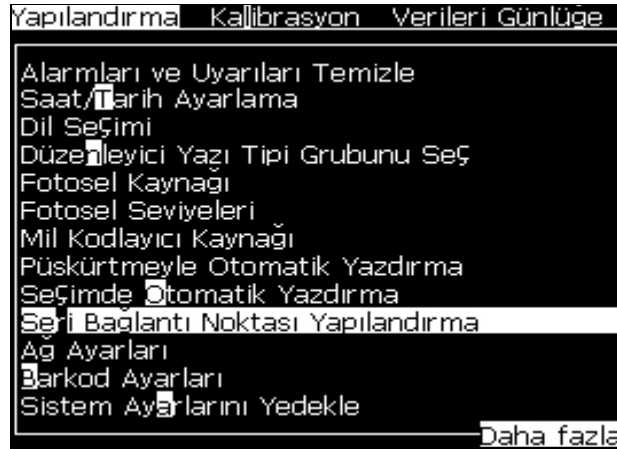 Yapılandırma Kalibrasyon Verileri Günlüğe
Alarmları ve Uyarıları Temizle
Saat/Tarih Ayarlama
Dil Seçimi
Düzenleyici Yazı Tipi Grubunu Seç
Fotosel Kaynağı
Fotosel Seviyeleri
Mil Kodlayıcı Kaynağı
Püskürtmeyle Otomatik Yazdırma
Seçimde Otomatik Yazdırma
Seri Bağlantı Noktası Yapılandırma
Ağ Ayarları
Barkod Ayarları
Sistem Ayarlarını Yedekle
Daha fazla